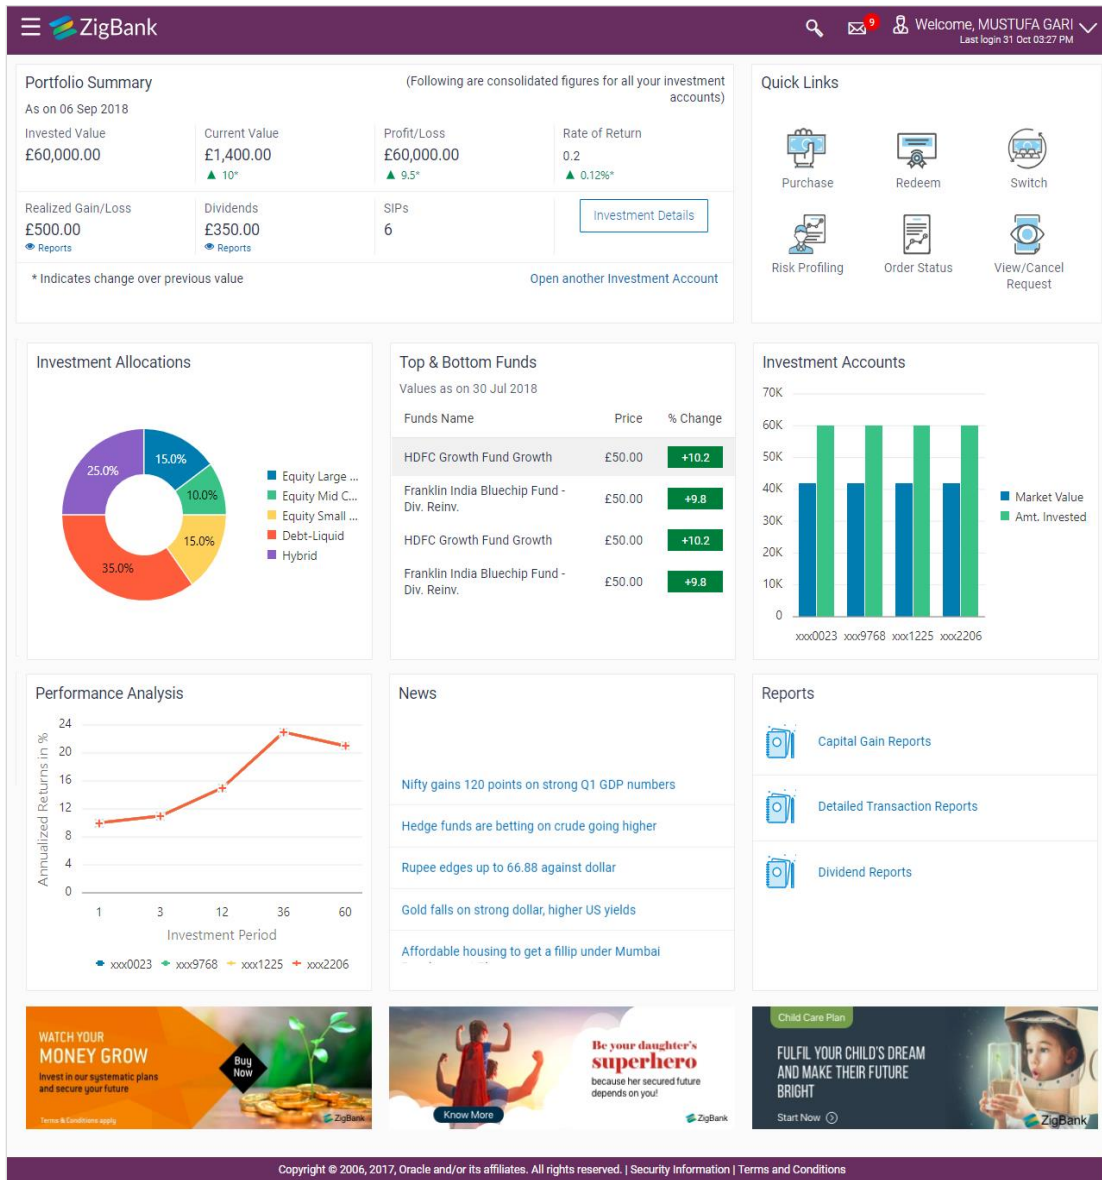 ZigBank
9
Welcome, MUSTUFA GARI
Last login 31 Oct 03:27 PM
Portfolio Summary
(Following are consolidated figures for all your investment
accounts)
As on 06 Sep 2018
Invested Value
£60,000.00
Current Value
£1,400.00
▲ 10*
Profit/Loss
£60,000.00
▲ 9.5*
Rate of Return
0.2
▲ 0.12%*
Realized Gain/Loss
£500.00
Reports
Dividends
£350.00
Reports
SIPs
6
Investment Details
* Indicates change over previous value
Open another Investment Account
Quick Links
Purchase
Redeem
Switch
Risk Profiling
Order Status
View/Cancel
Request
Investment Allocations
25.0%
15.0%
10.0%
15.0%
35.0%
Equity Large ...
Equity Mid C...
Equity Small ...
Debt-Liquid
Hybrid
Top & Bottom Funds
Values as on 30 Jul 2018
Funds Name Price % Change
HDFC Growth Fund Growth £50.00 +10.2
Franklin India Bluechip Fund -
Div. Reinv. £50.00 +9.8
HDFC Growth Fund Growth £50.00 +10.2
Franklin India Bluechip Fund -
Div. Reinv. £50.00 +9.8
Investment Accounts
70K
60K
50K
40K
30K
20K
10K
0
xxx0023 xxx9768 xxx1225 xxx2206
Market Value
Amt. Invested
Performance Analysis
Annualized Returns in %
24
20
16
12
8
4
0
1 3 12 36 60
Investment Period
xxx0023 xxx9768 xxx1225 xxx2206
News
Nifty gains 120 points on strong Q1 GDP numbers
Hedge funds are betting on crude going higher
Rupee edges up to 66.88 against dollar
Gold falls on strong dollar, higher US yields
Affordable housing to get a fillip under Mumbai
Reports
Capital Gain Reports
Detailed Transaction Reports
Dividend Reports
WATCH YOUR
MONEY GROW
Invest in our systematic plans
and secure your future
Terms & Conditions apply
Buy
Now
ZigBank
Be your daughter's
superhero
because her secured future
depends on you!
Know More
ZigBank
Child Care Plan
FULFIL YOUR CHILD'S DREAM
AND MAKE THEIR FUTURE
BRIGHT
Start Now
ZigBank
Copyright © 2006, 2017, Oracle and/or its affiliates. All rights reserved. | Security Information | Terms and Conditions